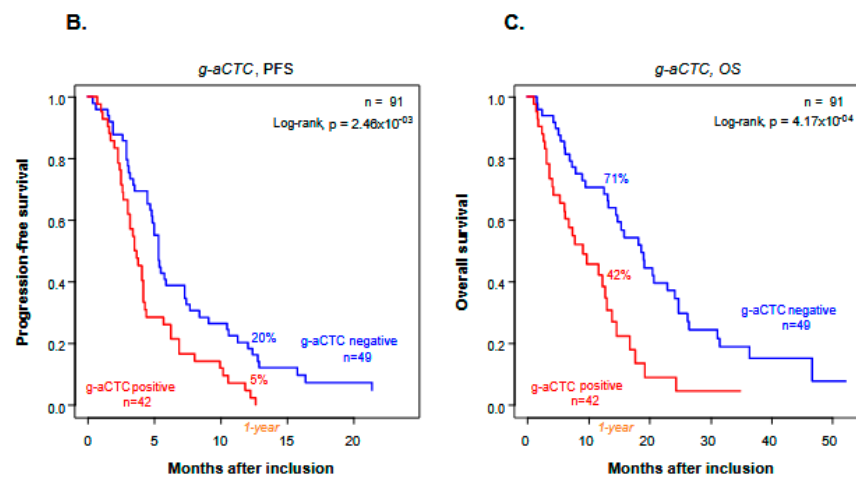 B.
g-aCTC, PFS
n = 91
Log-rank, p = 2.46x10⁻⁰³
Progression-free survival
1.0
0.8
0.6
0.4
0.2
0.0
20%
g-aCTC negative
n=49
5%
g-aCTC positive
n=42
0 5 10 15 20
1-year
Months after inclusion
C.
g-aCTC, OS
n = 91
Log-rank, p = 4.17x10⁻⁰⁴
Overall survival
1.0
0.8
0.6
0.4
0.2
0.0
71%
42%
g-aCTC negative
n=49
g-aCTC positive
n=42
0 10 20 30 40 50
1-year
Months after inclusion